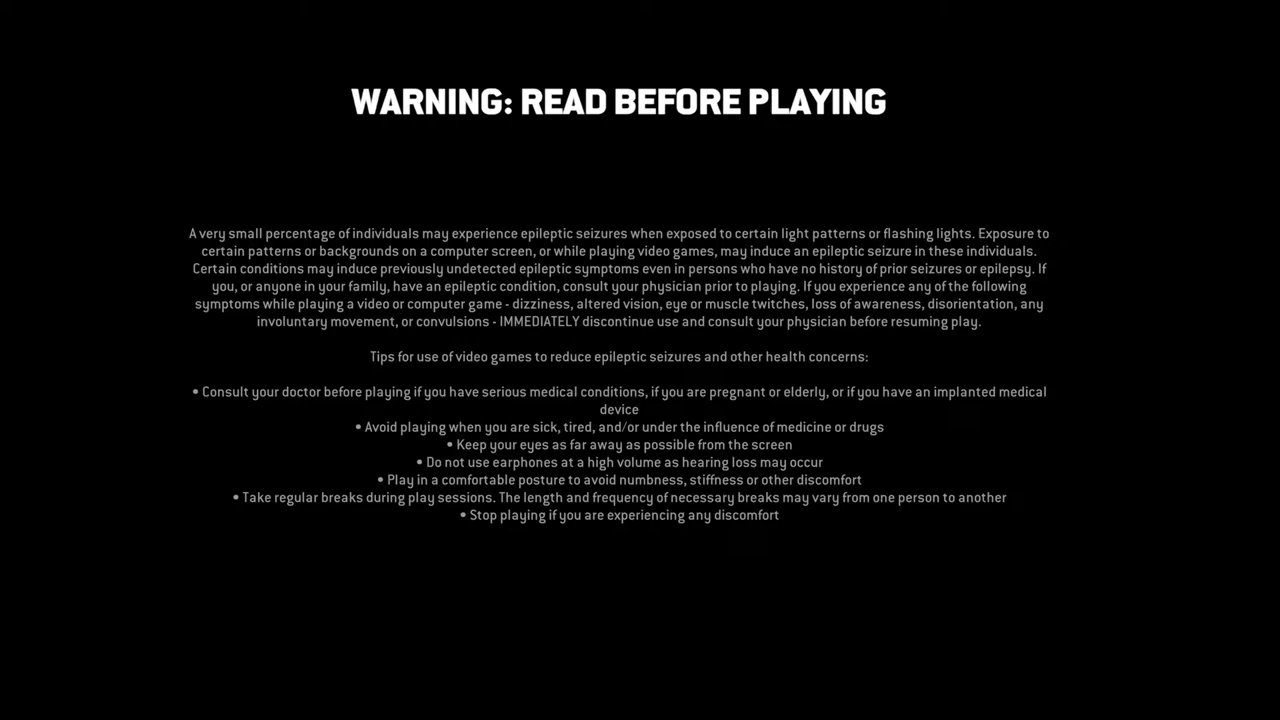 WARNING: READ BEFORE PLAYING
A very small percentage of individuals may experience epileptic seizures when exposed to certain light patterns or flashing lights. Exposure to
certain patterns or backgrounds on a computer screen, or while playing video games, may induce an epileptic seizure in these individuals.
Certain conditions may induce previously undetected epileptic symptoms even in persons who have no history of prior seizures or epilepsy. If
you, or anyone in your family, have an epileptic condition, consult your physician prior to playing. If you experience any of the following
symptoms while playing a video or computer game - dizziness, altered vision, eye or muscle twitches, loss of awareness, disorientation, any
involuntary movement, or convulsions - IMMEDIATELY discontinue use and consult your physician before resuming play.
Tips for use of video games to reduce epileptic seizures and other health concerns:
• Consult your doctor before playing if you have serious medical conditions, if you are pregnant or elderly, or if you have an implanted medical
device
• Avoid playing when you are sick, tired, and/or under the influence of medicine or drugs
• Keep your eyes as far away as possible from the screen
• Do not use earphones at a high volume as hearing loss may occur
• Play in a comfortable posture to avoid numbness, stiffness or other discomfort
• Take regular breaks during play sessions. The length and frequency of necessary breaks may vary from one person to another
• Stop playing if you are experiencing any discomfort